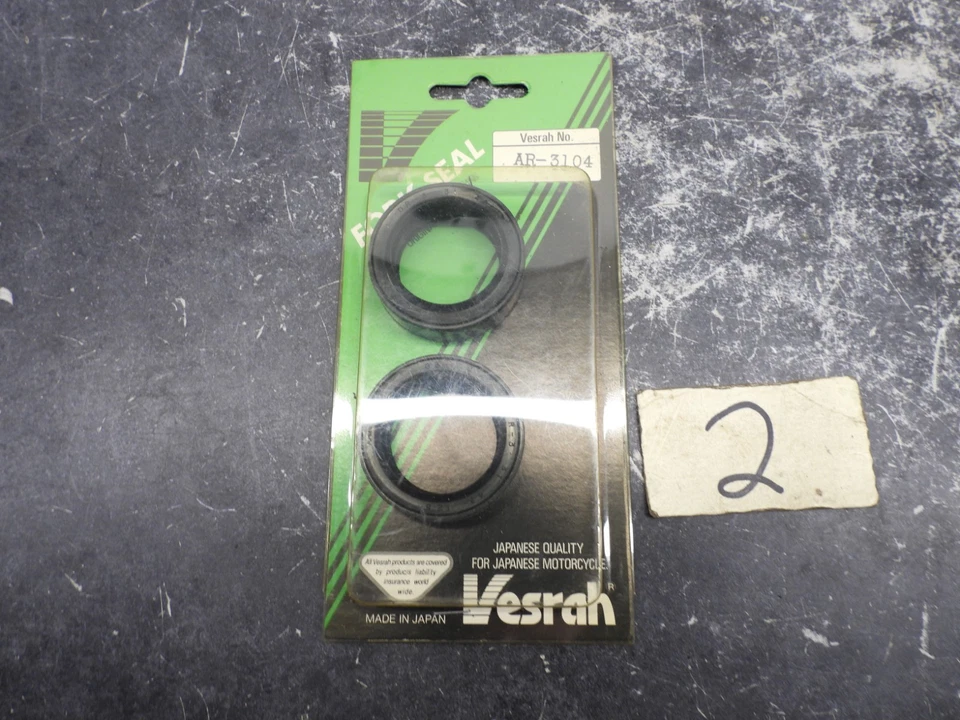 Vesrah No.
AR-3104
FORK SEAL
JAPANESE QUALITY
FOR JAPANESE MOTORCYCLE
All Vesrah products are covered
by products liability
insurance world
wide.
Vesrah
R
MADE IN JAPAN
2